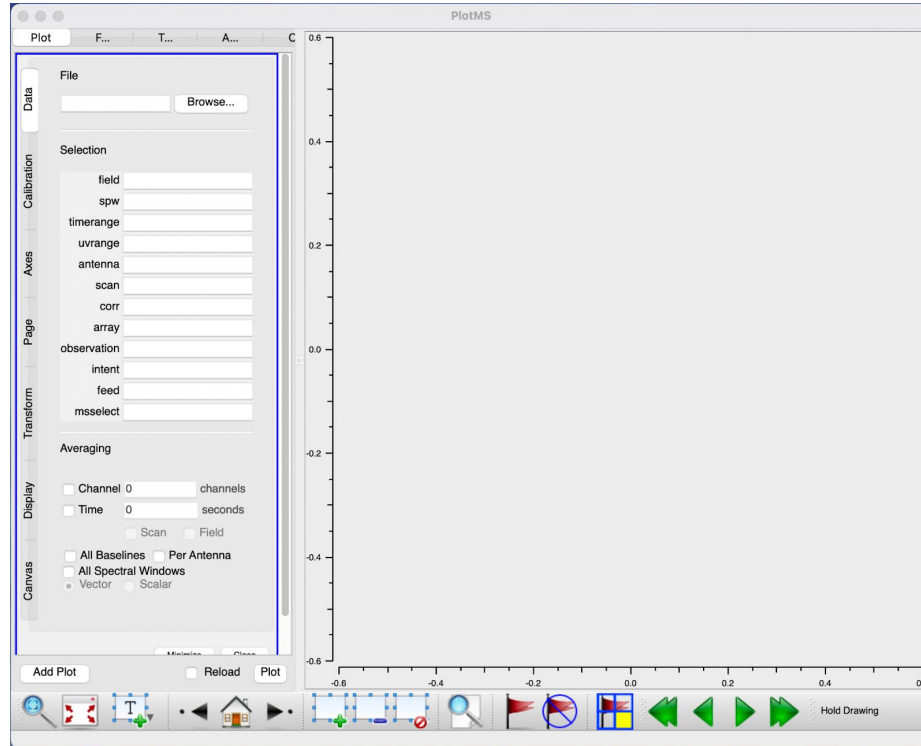 PlotMS
Plot F... T... A... C
File
Browse...
Selection
field
spw
timerange
uvrange
antenna
scan
corr
array
observation
intent
feed
msselect
Averaging
Channel 0 channels
Time 0 seconds
Scan Field
All Baselines Per Antenna
All Spectral Windows
Vector Scalar
Minimize Close
Add Plot Reload Plot
Data
Calibration
Axes
Page
Transform
Display
Canvas
0.6
0.4
0.2
0.0
-0.2
-0.4
-0.6
-0.6 -0.4 -0.2 0.0 0.2 0.4
T
Hold Drawing